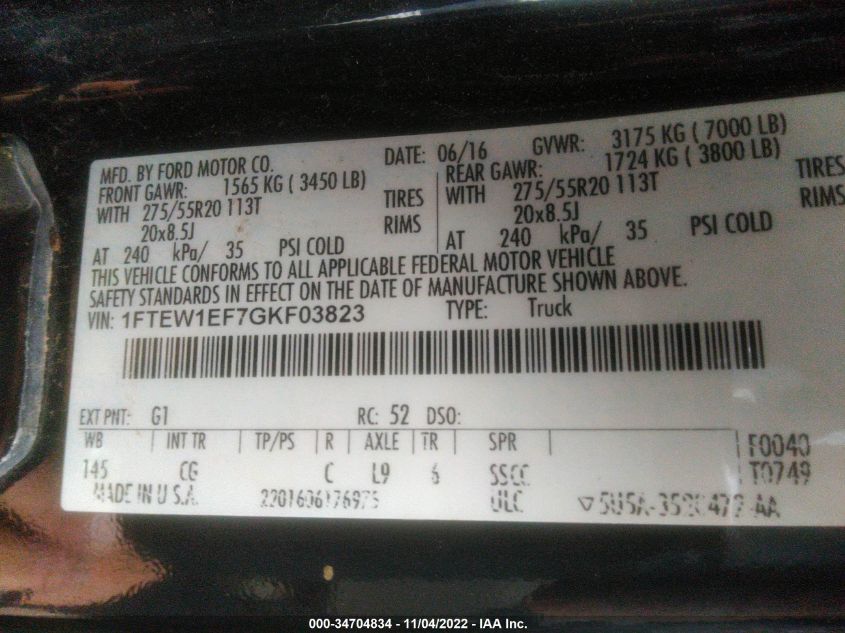 MFD. BY FORD MOTOR CO.
DATE: 06/16 GVWR: 3175 KG ( 7000 LB)
FRONT GAWR: 1565 KG ( 3450 LB)
REAR GAWR: 1724 KG ( 3800 LB)
WITH 275/55R20 113T TIRES
WITH 275/55R20 113T TIRES
20x8.5J RIMS
20x8.5J RIMS
AT 240 kPa/ 35 PSI COLD
AT 240 kPa/ 35 PSI COLD
THIS VEHICLE CONFORMS TO ALL APPLICABLE FEDERAL MOTOR VEHICLE
SAFETY STANDARDS IN EFFECT ON THE DATE OF MANUFACTURE SHOWN ABOVE.
VIN: 1FTEW1EF7GKF03823 TYPE: Truck
EXT PNT: G1 RC: 52 DSO:
WB INT TR TP/PS R AXLE TR SPR F0040
145 CG C L9 6 SSCC T0749
MADE IN U.S.A. 2201606176975 ULC
000-34704834 - 11/04/2022 - IAA Inc.